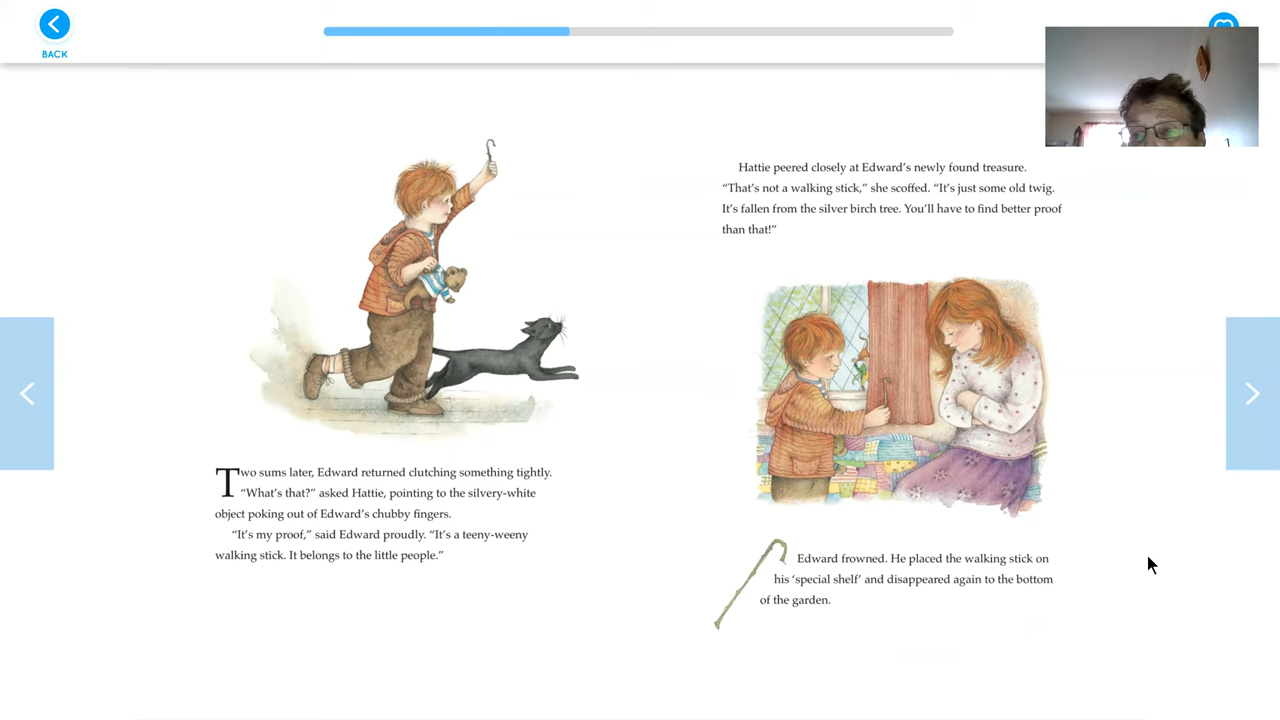 BACK
Two sums later, Edward returned clutching something tightly.
“What’s that?” asked Hattie, pointing to the silvery-white
object poking out of Edward’s chubby fingers.
“It’s my proof,” said Edward proudly. “It’s a teeny-weeny
walking stick. It belongs to the little people.”
Hattie peered closely at Edward’s newly found treasure.
“That’s not a walking stick,” she scoffed. “It’s just some old twig.
It’s fallen from the silver birch tree. You’ll have to find better proof
than that!”
Edward frowned. He placed the walking stick on
his ‘special shelf’ and disappeared again to the bottom
of the garden.